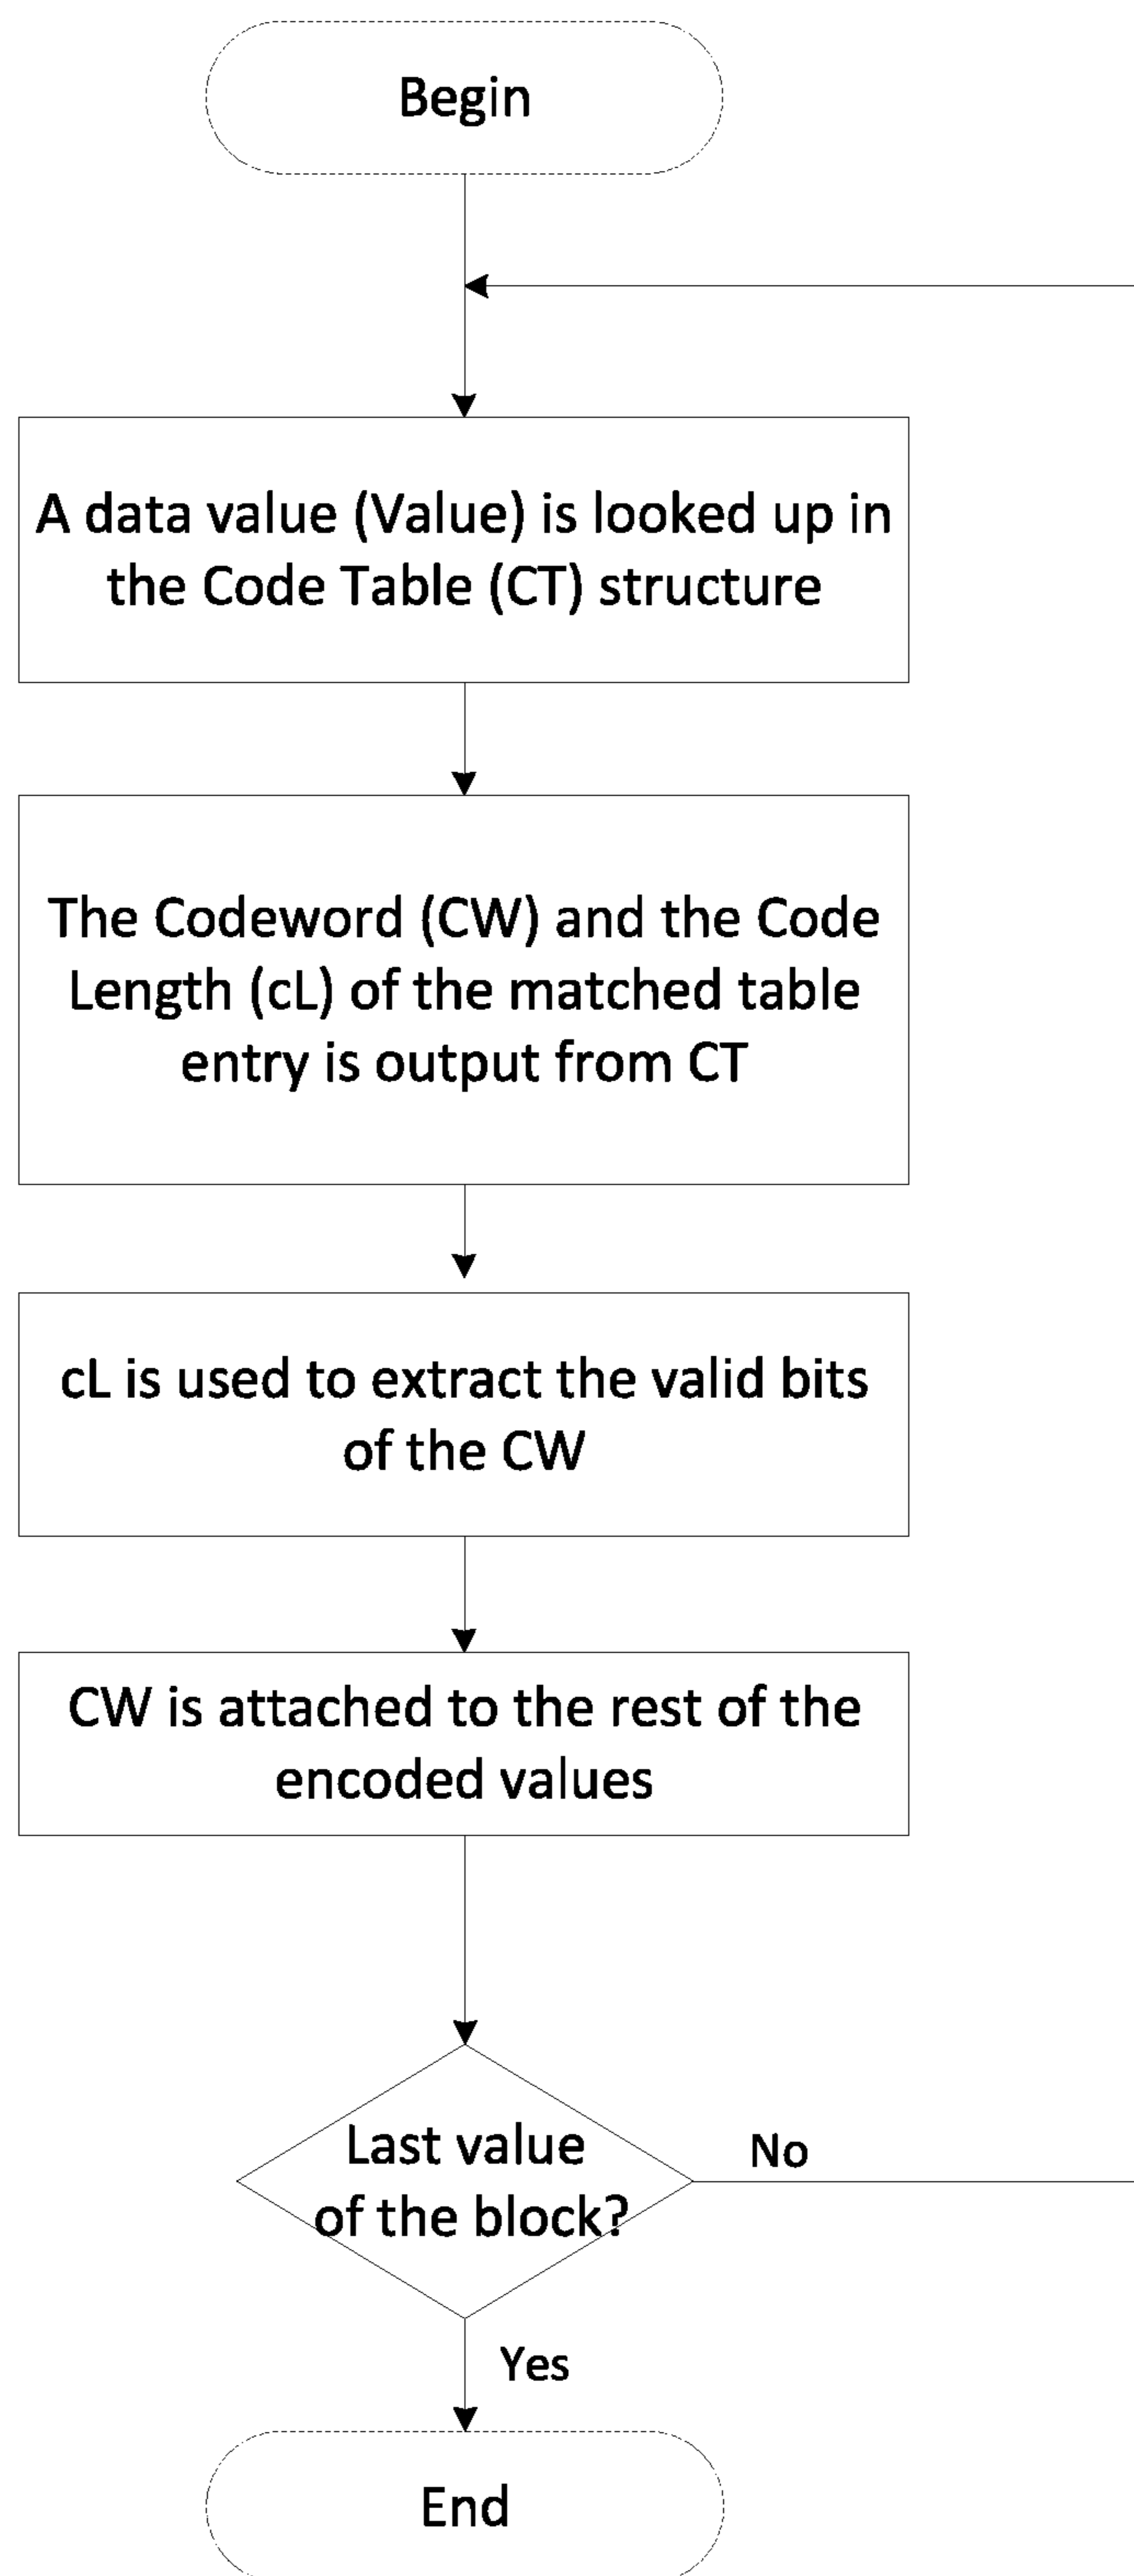 Begin
A data value (Value) is looked up in
the Code Table (CT) structure
The Codeword (CW) and the Code
Length (cL) of the matched table
entry is output from CT
cL is used to extract the valid bits
of the CW
CW is attached to the rest of the
encoded values
Last value
of the block?
No
Yes
End